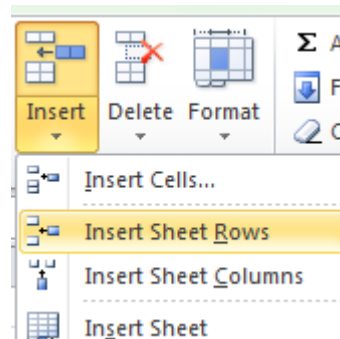 Insert Delete Format
Σ A
F
Insert Cells...
Insert Sheet Rows
Insert Sheet Columns
Insert Sheet